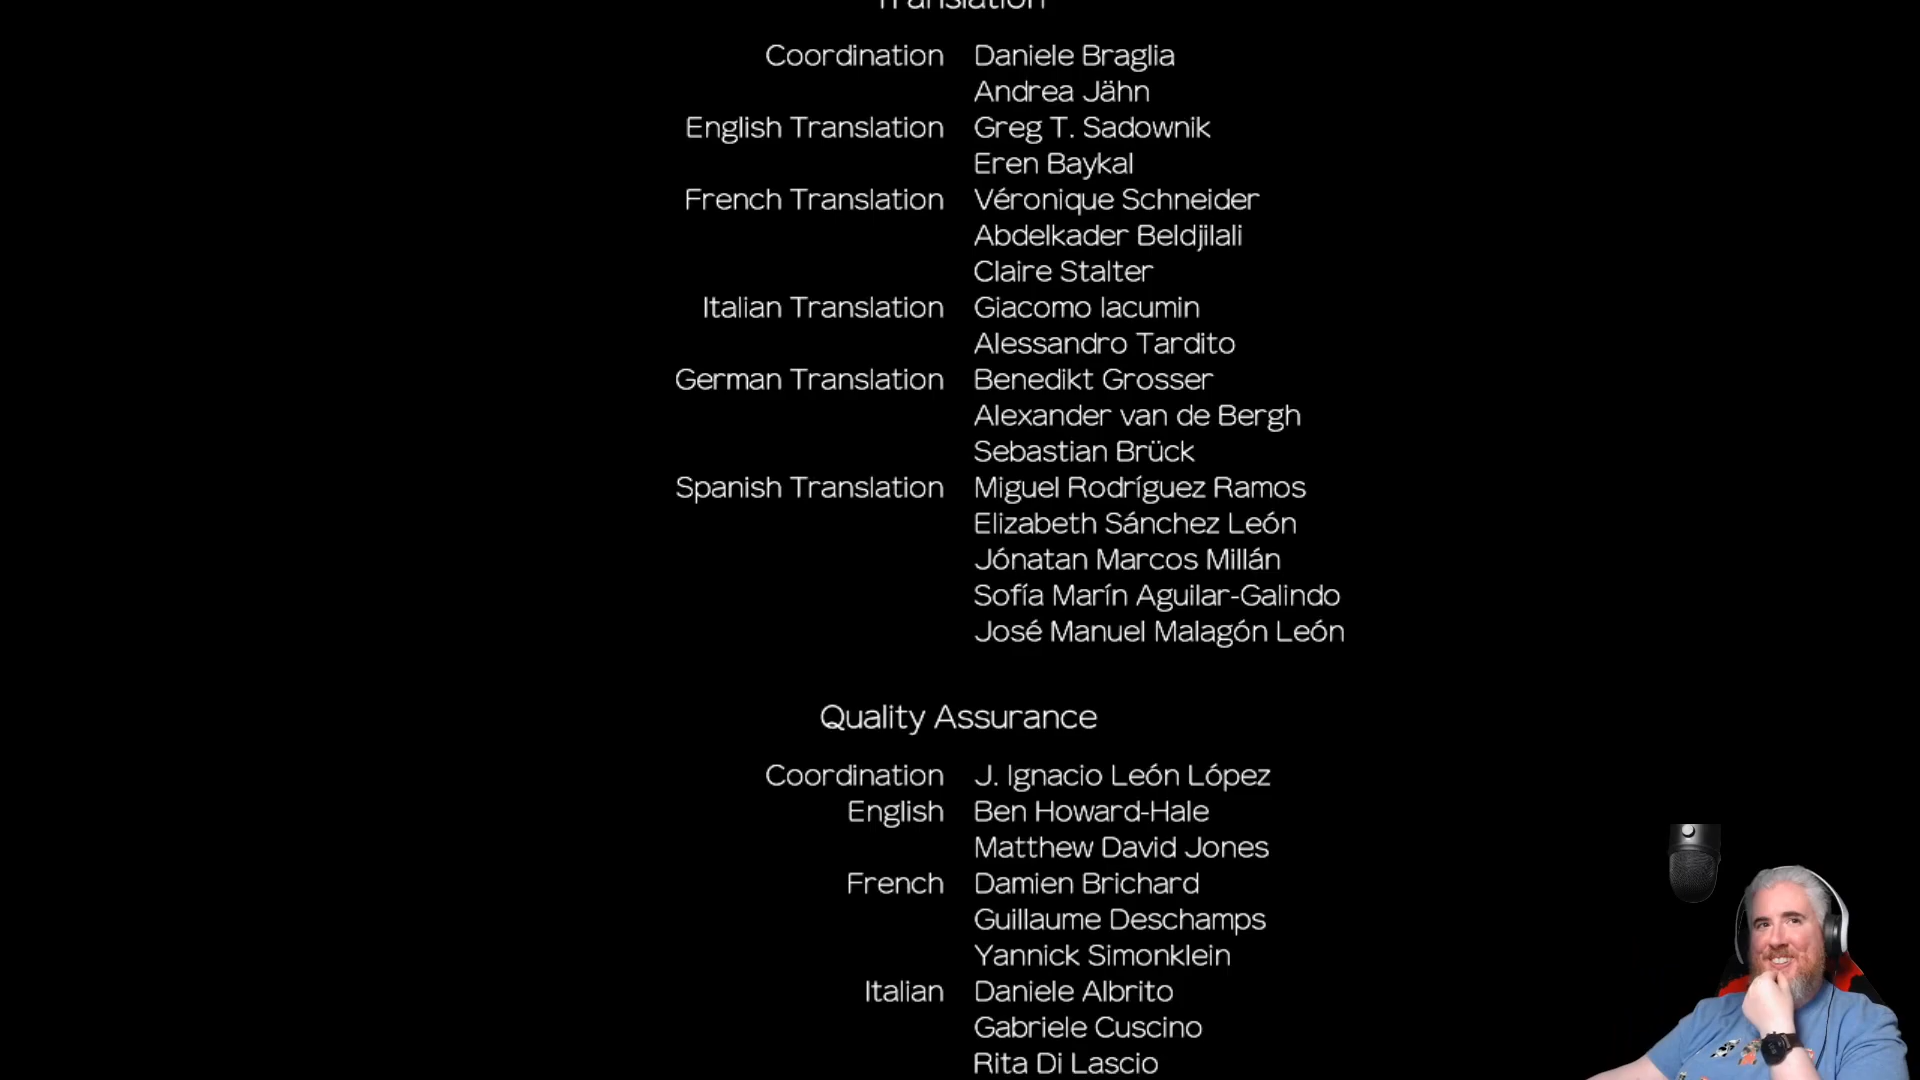 Translation
Coordination Daniele Braglia
Andrea Jähn
English Translation Greg T. Sadownik
Eren Baykal
French Translation Véronique Schneider
Abdelkader Beldjilali
Claire Stalter
Italian Translation Giacomo Iacumin
Alessandro Tardito
German Translation Benedikt Grosser
Alexander van de Bergh
Sebastian Brück
Spanish Translation Miguel Rodríguez Ramos
Elizabeth Sánchez León
Jónatan Marcos Millán
Sofía Marín Aguilar-Galindo
José Manuel Malagón León
Quality Assurance
Coordination J. Ignacio León López
English Ben Howard-Hale
Matthew David Jones
French Damien Brichard
Guillaume Deschamps
Yannick Simonklein
Italian Daniele Albrito
Gabriele Cuscino
Rita Di Lascio